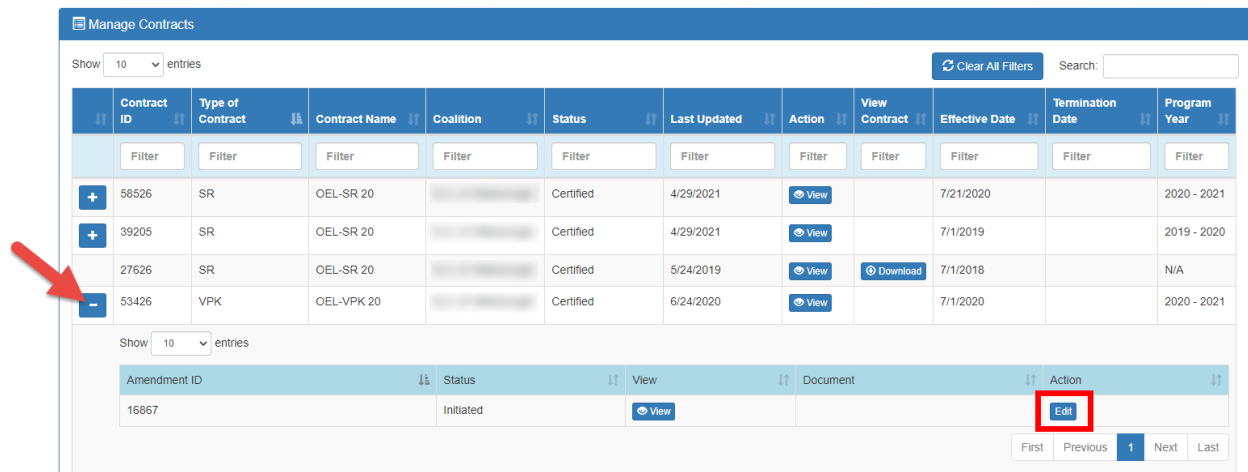 Manage Contracts
Show 10 entries Clear All Filters Search:
Contract ID Type of Contract Contract Name Coalition Status Last Updated Action View Contract Effective Date Termination Date Program Year
Filter Filter Filter Filter Filter Filter Filter Filter Filter Filter Filter
+ 58526 SR OEL-SR 20 Certified 4/29/2021 View 7/21/2020 2020 - 2021
+ 39205 SR OEL-SR 20 Certified 4/29/2021 View 7/1/2019 2019 - 2020
27626 SR OEL-SR 20 Certified 5/24/2019 View Download 7/1/2018 N/A
- 53426 VPK OEL-VPK 20 Certified 6/24/2020 View 7/1/2020 2020 - 2021
Show 10 entries
Amendment ID Status View Document Action
16867 Initiated View Edit
First Previous 1 Next Last